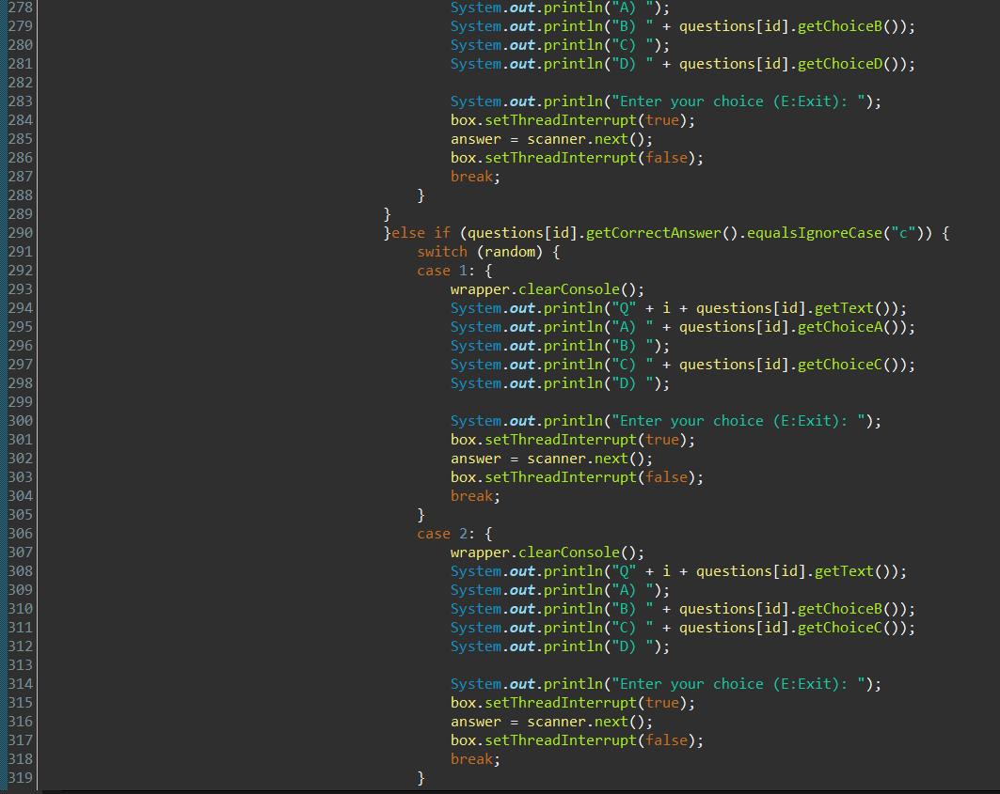 278 System.out.println("A) ");
279 System.out.println("B) " + questions[id].getChoiceB());
280 System.out.println("C) ");
281 System.out.println("D) " + questions[id].getChoiceD());
282
283 System.out.println("Enter your choice (E:Exit): ");
284 box.setThreadInterrupt(true);
285 answer = scanner.next();
286 box.setThreadInterrupt(false);
287 break;
288 }
289 }
290 }else if (questions[id].getCorrectAnswer().equalsIgnoreCase("c")) {
291 switch (random) {
292 case 1: {
293 wrapper.clearConsole();
294 System.out.println("Q" + i + questions[id].getText());
295 System.out.println("A) " + questions[id].getChoiceA());
296 System.out.println("B) ");
297 System.out.println("C) " + questions[id].getChoiceC());
298 System.out.println("D) ");
299
300 System.out.println("Enter your choice (E:Exit): ");
301 box.setThreadInterrupt(true);
302 answer = scanner.next();
303 box.setThreadInterrupt(false);
304 break;
305 }
306 case 2: {
307 wrapper.clearConsole();
308 System.out.println("Q" + i + questions[id].getText());
309 System.out.println("A) ");
310 System.out.println("B) " + questions[id].getChoiceB());
311 System.out.println("C) " + questions[id].getChoiceC());
312 System.out.println("D) ");
313
314 System.out.println("Enter your choice (E:Exit): ");
315 box.setThreadInterrupt(true);
316 answer = scanner.next();
317 box.setThreadInterrupt(false);
318 break;
319 }